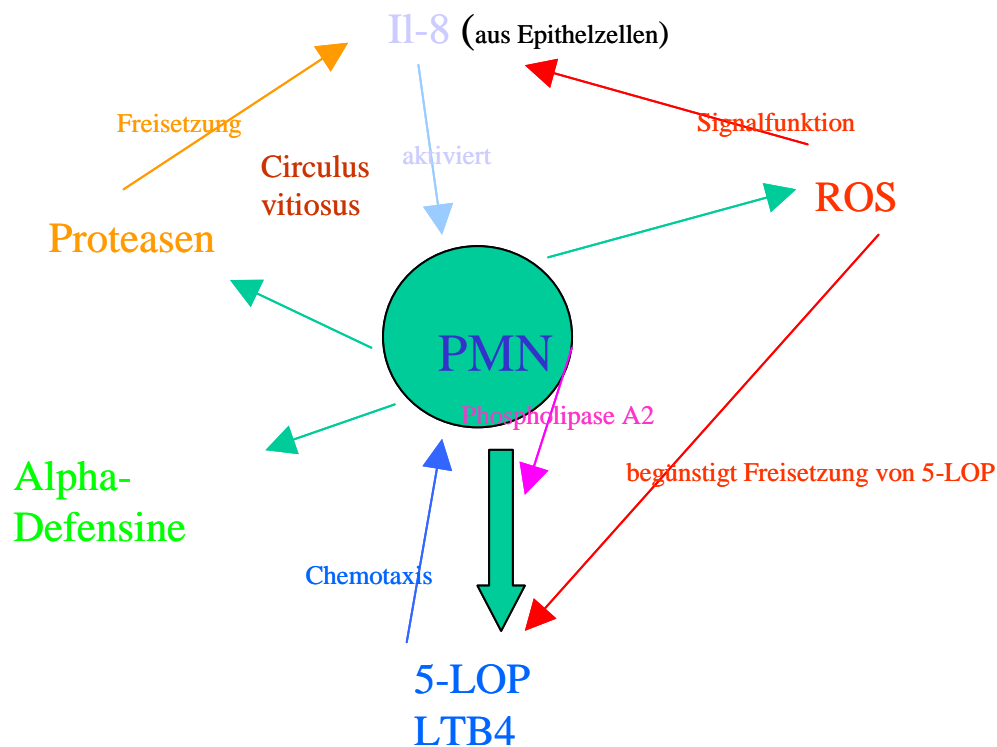 Il-8 (aus Epithelzellen)
Freisetzung
Signalfunktion
aktiviert
Circulus
vitiosus
ROS
Proteasen
PMN
Phospholipase A2
begünstigt Freisetzung von 5-LOP
Alpha-
Defensine
Chemotaxis
5-LOP
LTB4